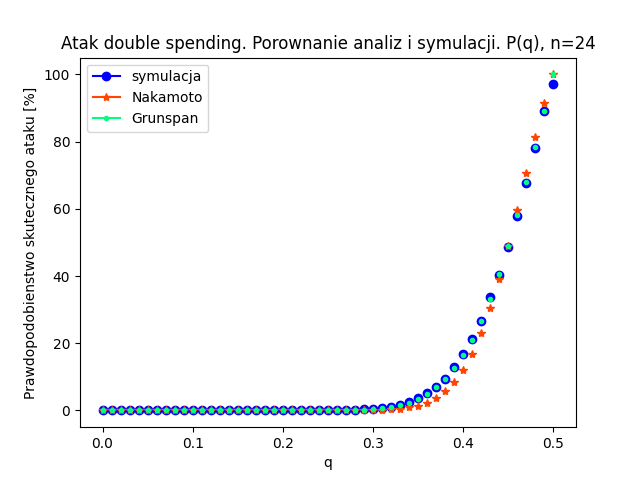 Atak double spending. Porownanie analiz i symulacji. P(q), n=24
Prawdopodobienstwo skutecznego ataku [%]
100
80
60
40
20
0
symulacja
Nakamoto
Grunspan
0.0 0.1 0.2 0.3 0.4 0.5
q